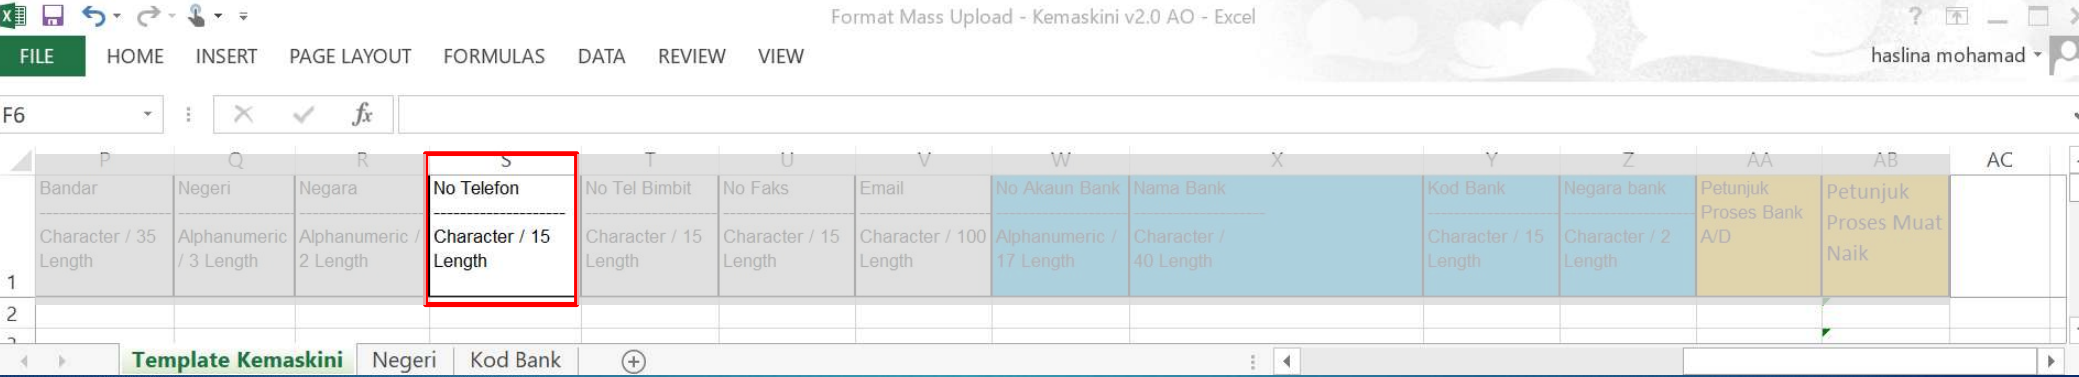 Format Mass Upload - Kemaskini v2.0 AO - Excel
FILE HOME INSERT PAGE LAYOUT FORMULAS DATA REVIEW VIEW
haslina mohamad
F6
fx
P Q R S T U V W X Y Z AA AB AC
1
Bandar
--------------------
Character / 35
Length
Negeri
--------------------
Alphanumeric
/ 3 Length
Negara
--------------------
Alphanumeric /
2 Length
No Telefon
--------------------
Character / 15
Length
No Tel Bimbit
--------------------
Character / 15
Length
No Faks
--------------------
Character / 15
Length
Email
--------------------
Character / 100
Length
No Akaun Bank
--------------------
Alphanumeric /
17 Length
Nama Bank
--------------------
Character /
40 Length
Kod Bank
--------------------
Character / 15
Length
Negara bank
--------------------
Character / 2
Length
Petunjuk
Proses Bank
A/D
Petunjuk
Proses Muat
Naik
2
Template Kemaskini Negeri Kod Bank